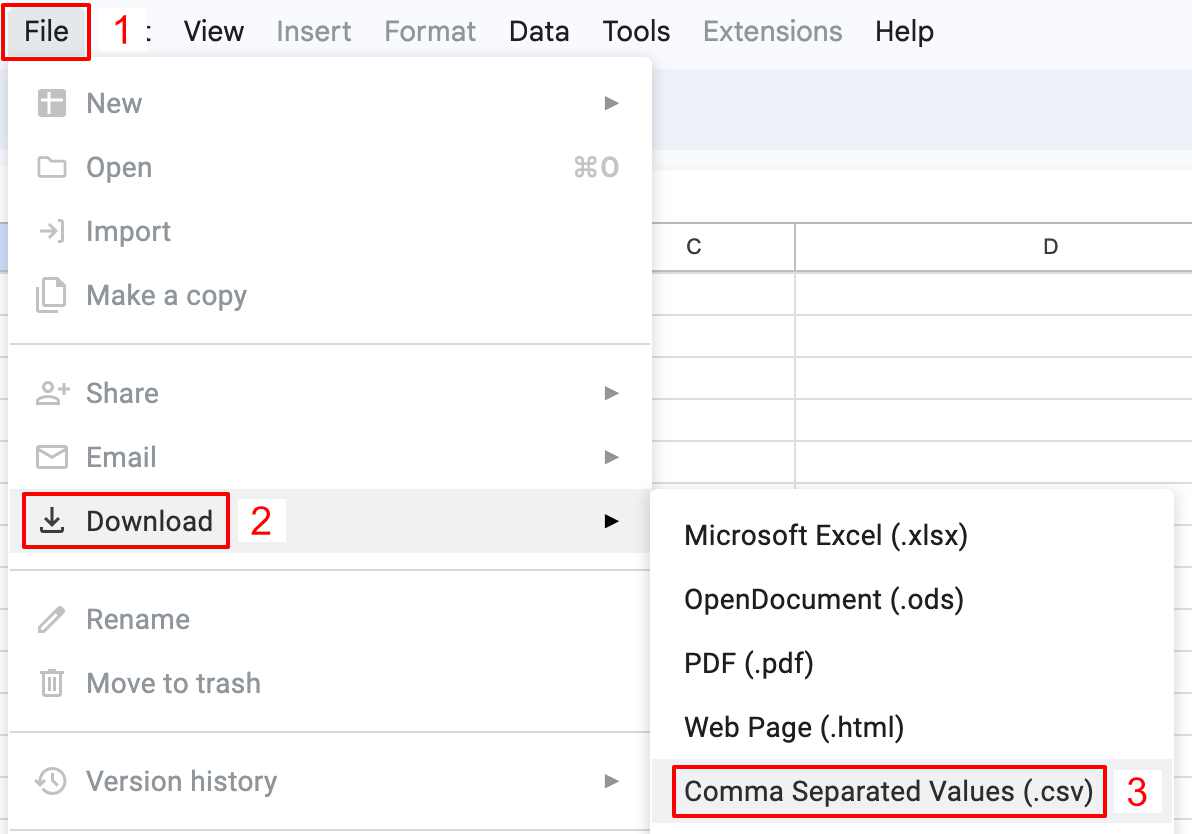 File 1 : View Insert Format Data Tools Extensions Help
New
Open ⌘O
Import
Make a copy
C D
Share
Email
Download 2
Microsoft Excel (.xlsx)
OpenDocument (.ods)
PDF (.pdf)
Web Page (.html)
Comma Separated Values (.csv) 3
Rename
Move to trash
Version history